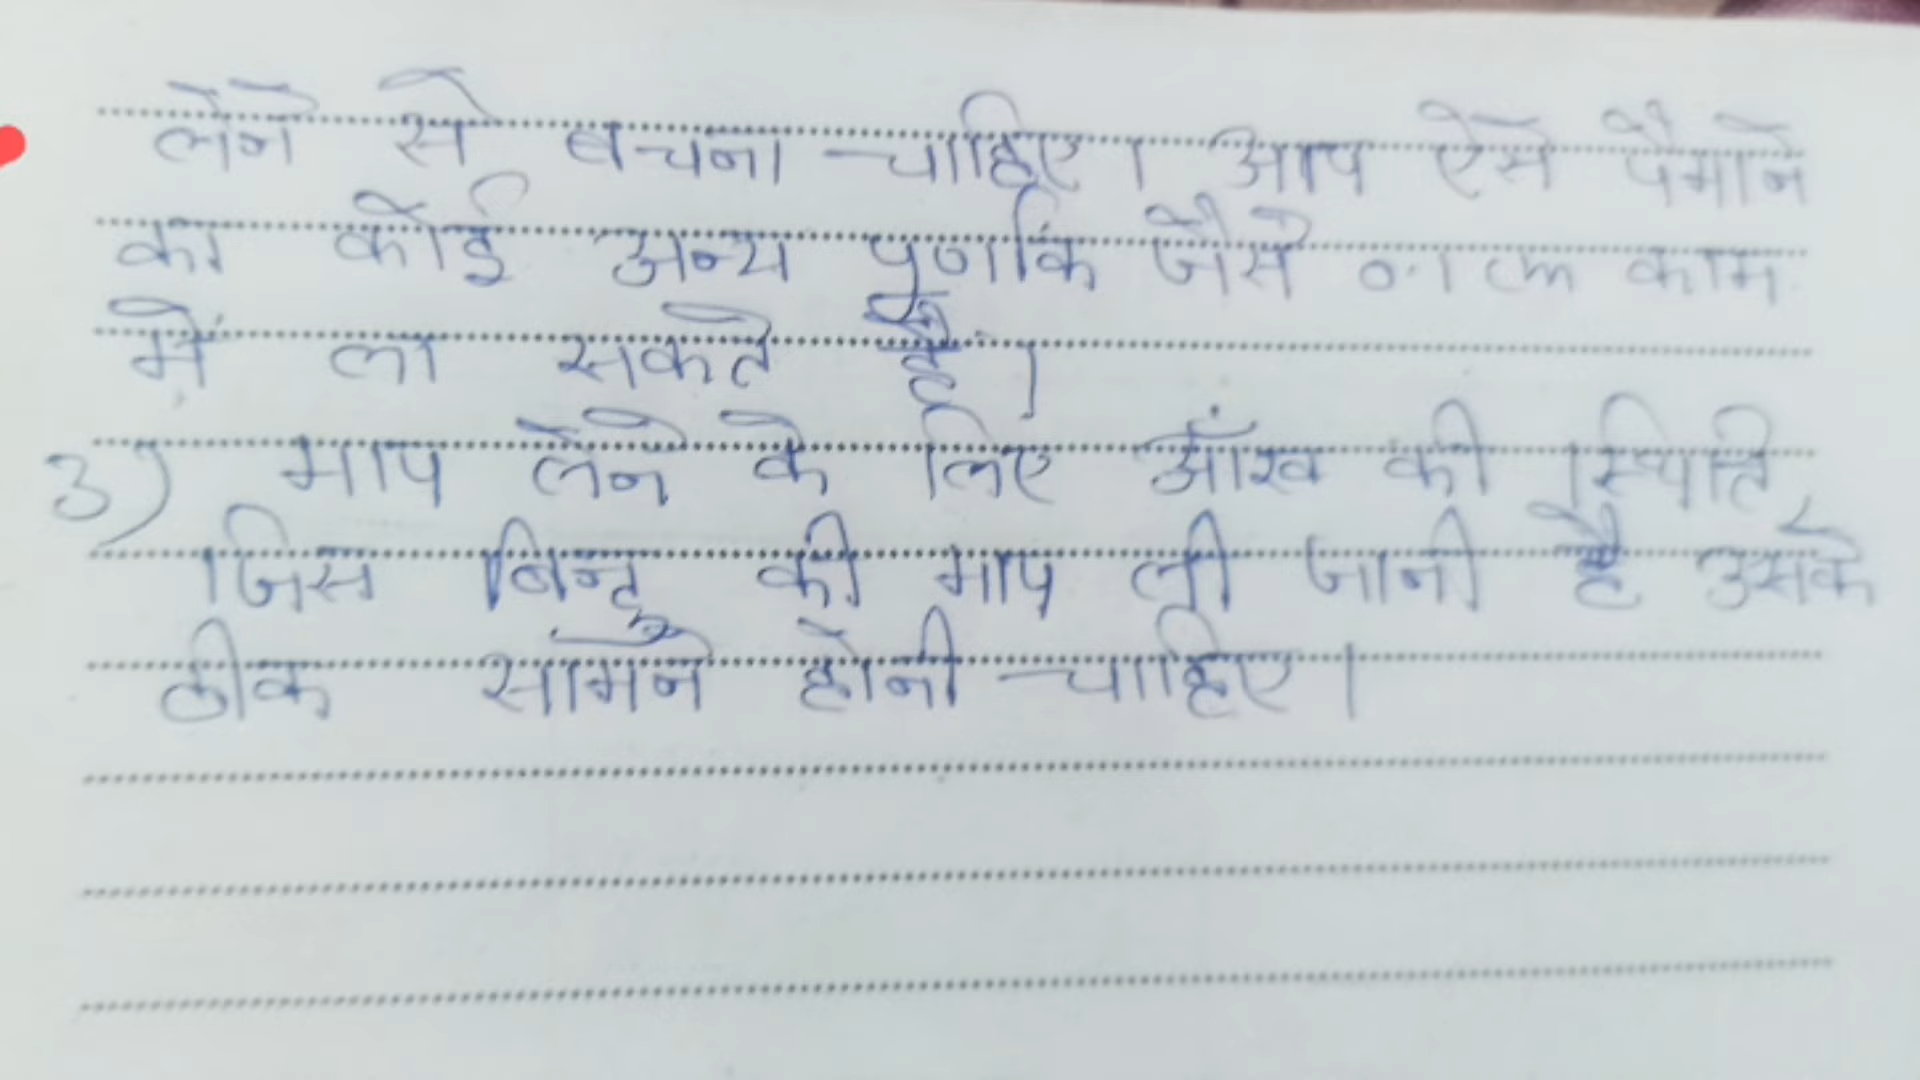 लेने से बचना चाहिए। आप ऐसे पैमाने
का कोई अन्य पूर्णांक जैसे 0.1 cm काम
में ला सकते हैं।
3) माप लेने के लिए आँख की स्थिति,
जिस बिन्दु की माप ली जानी है उसके
ठीक सामने होनी चाहिए।